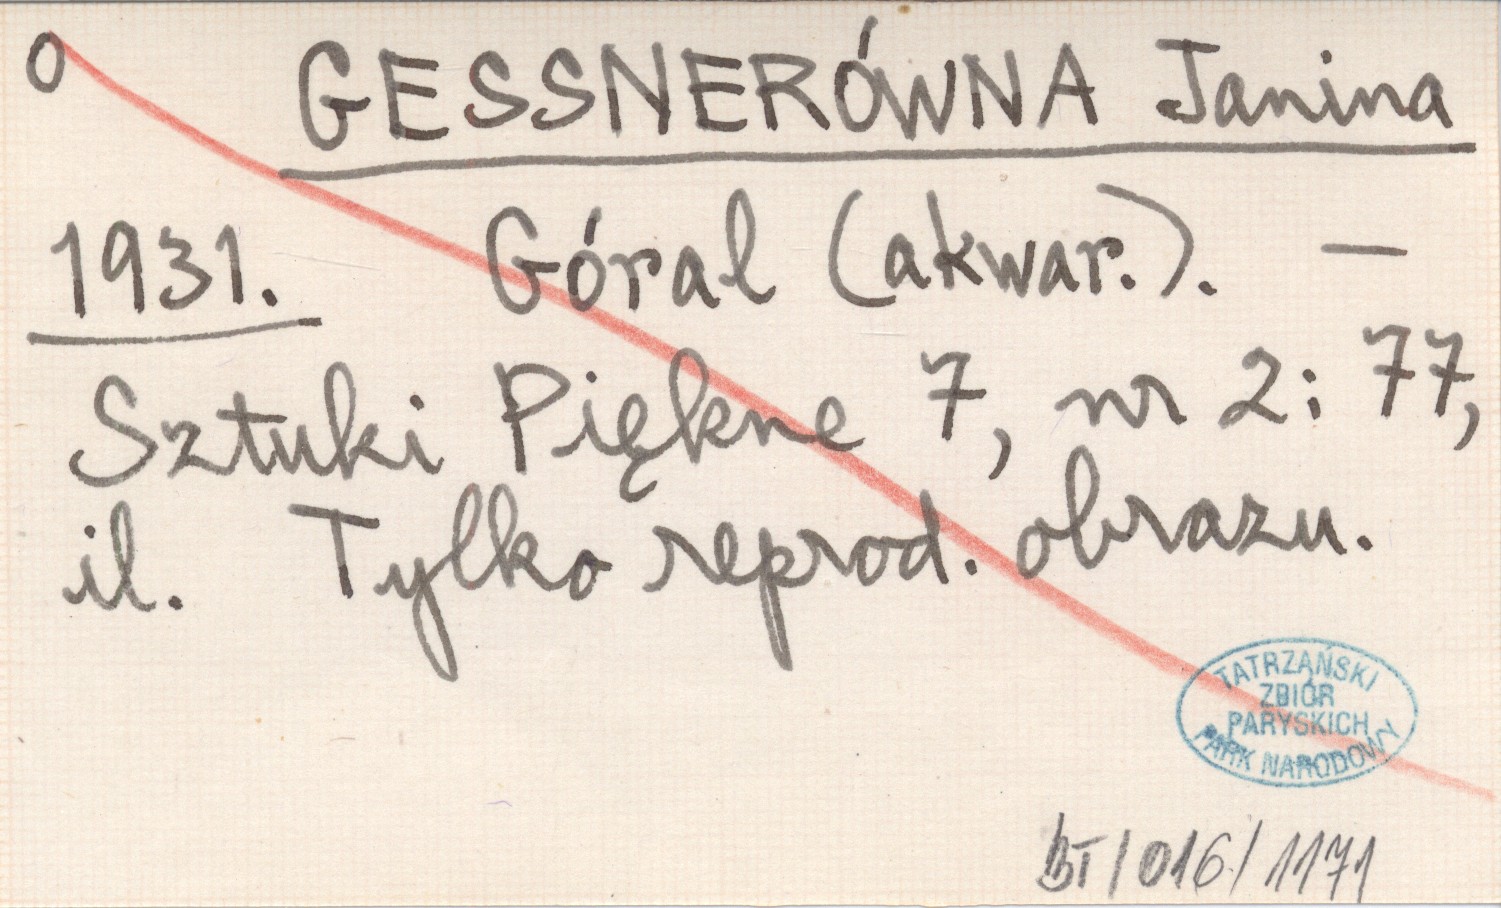 O
GESSNERÓWNA Janina
1931. Góral (akwar.). —
Sztuki Piękne 7, nr 2: 77,
il. Tylko reprod. obrazu.
TATRZAŃSKI
ZBIÓR
PARYSKICH
PARK NARODOWY
BT/016/1171